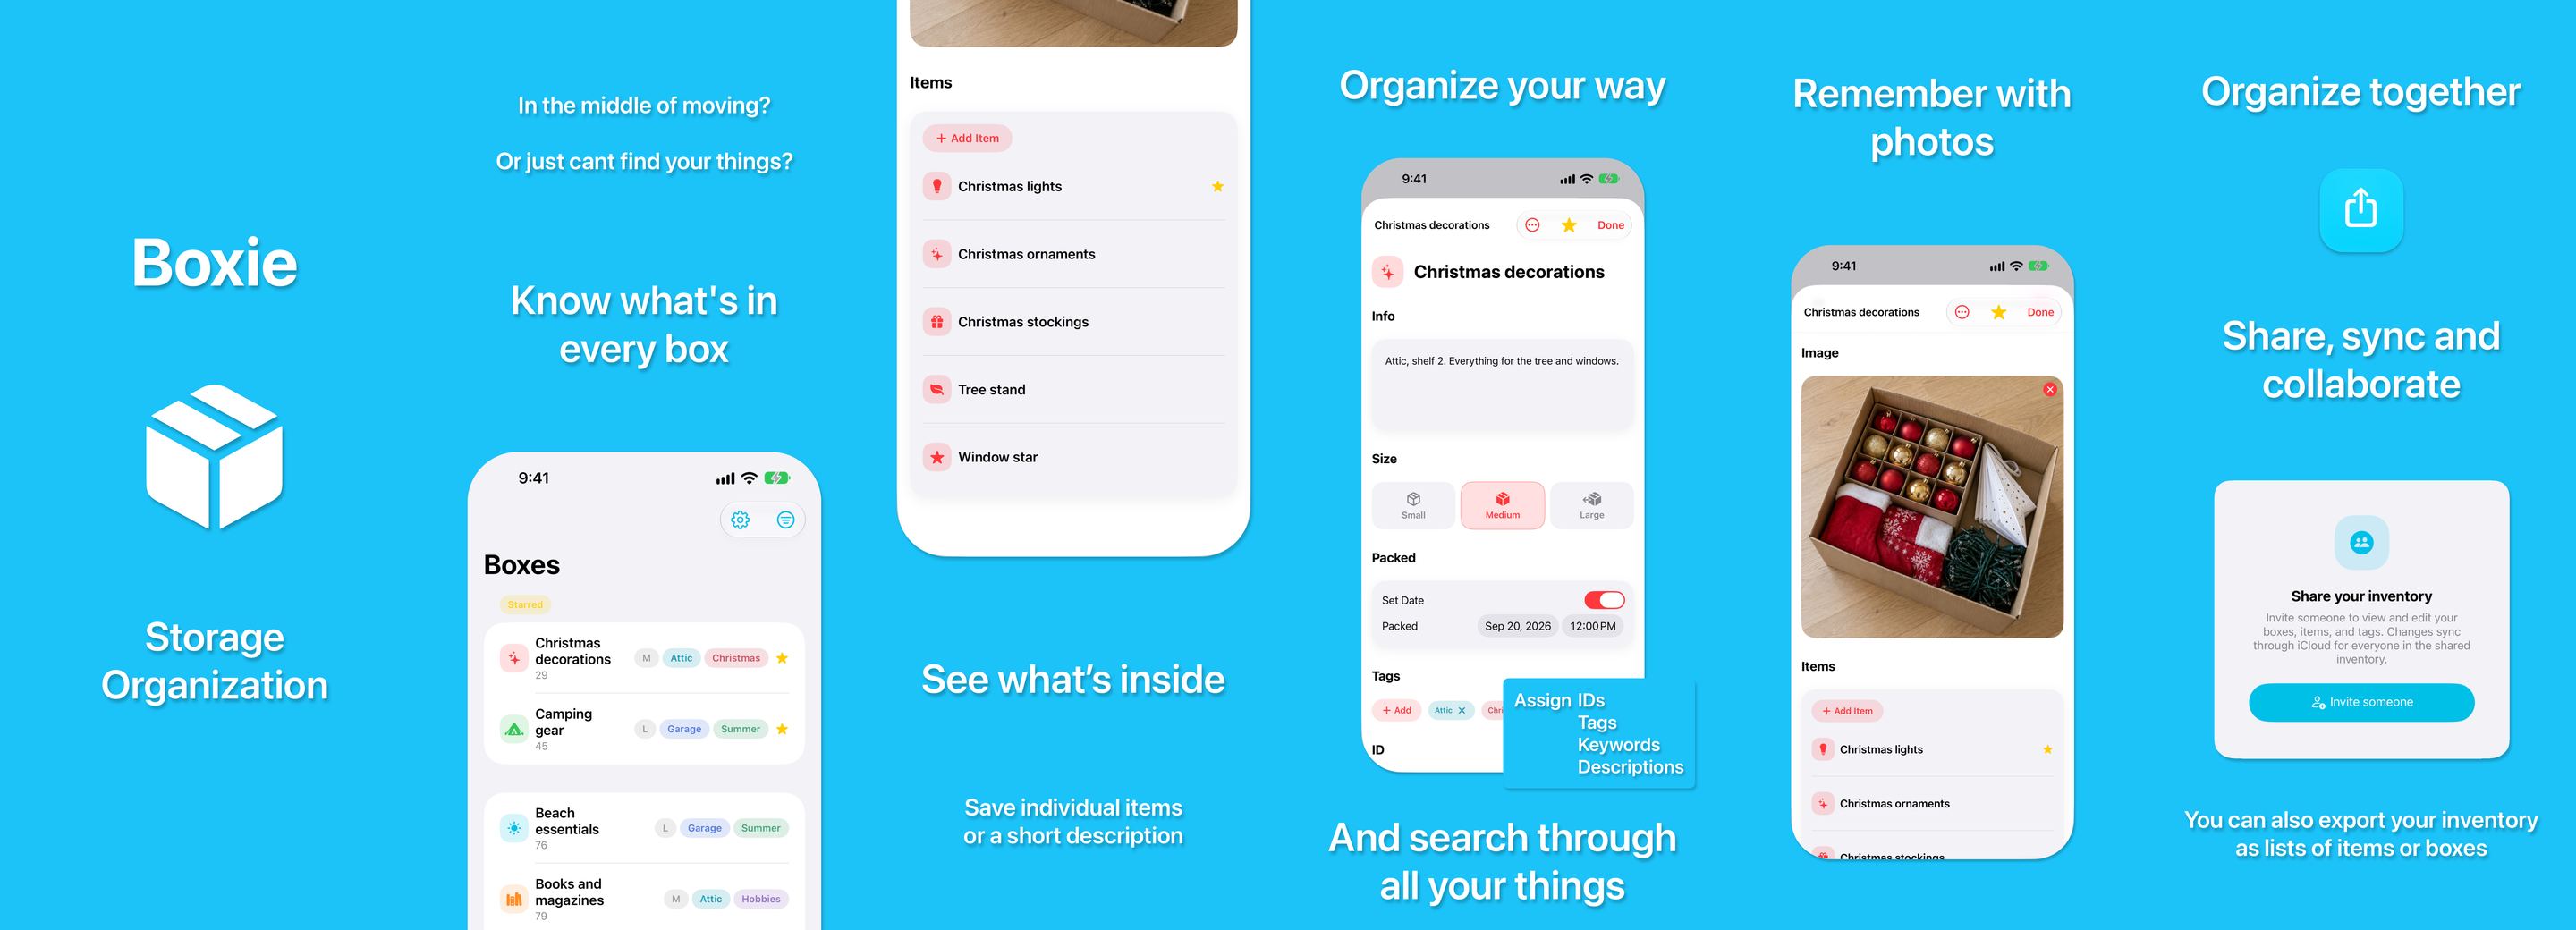 Boxie
Storage
Organization
In the middle of moving?
Or just cant find your things?
Know what's in
every box
9:41
Boxes
Starred
Christmas
decorations
29
M
Attic
Christmas
Camping
gear
45
L
Garage
Summer
Beach
essentials
76
L
Garage
Summer
Books and
magazines
79
M
Attic
Hobbies
Items
+ Add Item
Christmas lights
Christmas ornaments
Christmas stockings
Tree stand
Window star
See what’s inside
Save individual items
or a short description
Organize your way
9:41
Christmas decorations
Done
Christmas decorations
Info
Attic, shelf 2. Everything for the tree and windows.
Size
Small
Medium
Large
Packed
Set Date
Packed
Sep 20, 2026
12:00 PM
Tags
+ Add
Attic ✕
Chri
ID
Assign IDs
Tags
Keywords
Descriptions
And search through
all your things
Remember with
photos
9:41
Christmas decorations
Done
Image
Items
+ Add Item
Christmas lights
Christmas ornaments
Christmas stockings
Organize together
Share, sync and
collaborate
Share your inventory
Invite someone to view and edit your
boxes, items, and tags. Changes sync
through iCloud for everyone in the shared
inventory.
Invite someone
You can also export your inventory
as lists of items or boxes